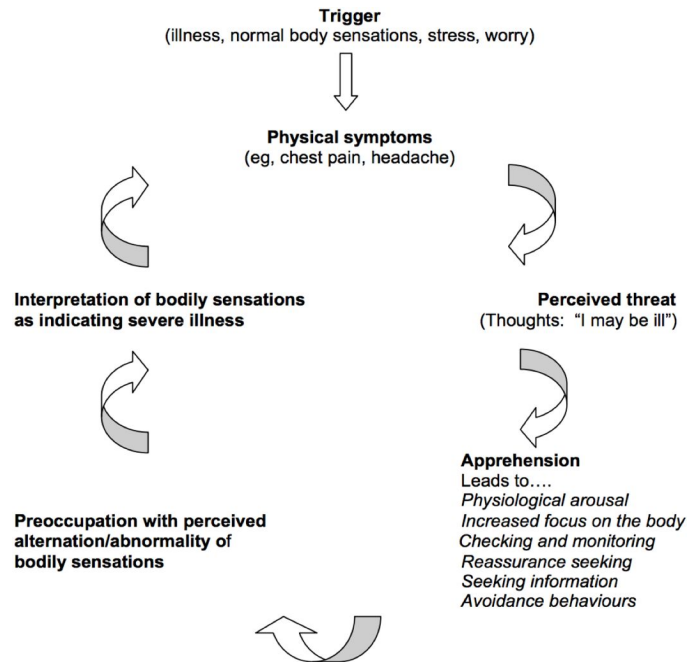 Trigger
(illness, normal body sensations, stress, worry)
Physical symptoms
(eg, chest pain, headache)
Interpretation of bodily sensations
as indicating severe illness
Perceived threat
(Thoughts: “I may be ill”)
Apprehension
Leads to….
Physiological arousal
Increased focus on the body
Checking and monitoring
Reassurance seeking
Seeking information
Avoidance behaviours
Preoccupation with perceived
alternation/abnormality of
bodily sensations